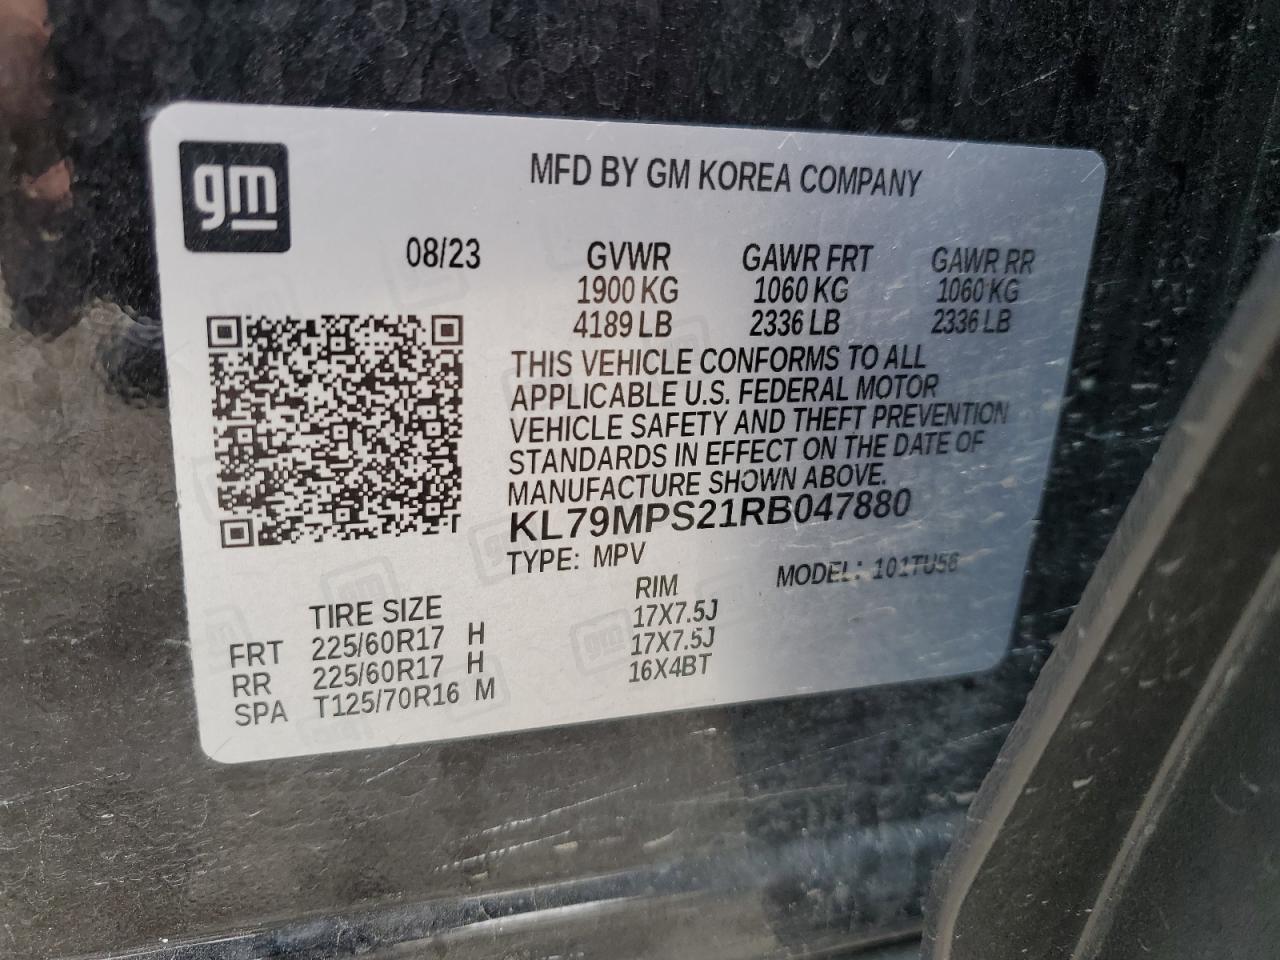 gm
MFD BY GM KOREA COMPANY
08/23 GVWR GAWR FRT GAWR RR
1900 KG 1060 KG 1060 KG
4189 LB 2336 LB 2336 LB
THIS VEHICLE CONFORMS TO ALL
APPLICABLE U.S. FEDERAL MOTOR
VEHICLE SAFETY AND THEFT PREVENTION
STANDARDS IN EFFECT ON THE DATE OF
MANUFACTURE SHOWN ABOVE.
KL79MPS21RB047880
TYPE: MPV MODEL: 101TU56
TIRE SIZE RIM
FRT 225/60R17 H 17X7.5J
RR 225/60R17 H 17X7.5J
SPA T125/70R16 M 16X4BT